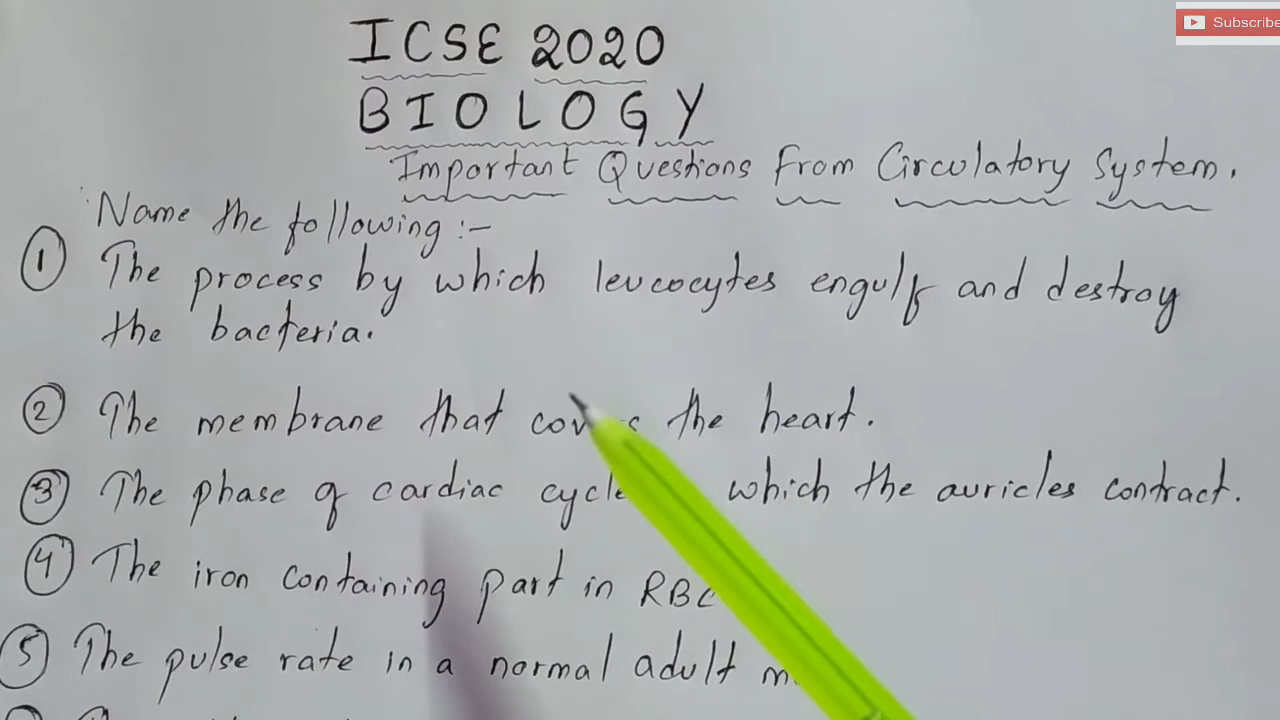 Subscribe
ICSE 2020
BIOLOGY
Important Questions From Circulatory System.
Name the following :-
① The process by which leucocytes engulf and destroy
the bacteria.
② The membrane that the heart.
③ The phase of cardiac cycle which the auricles contract.
④ The iron containing part in RBC
⑤ The pulse rate in a normal adult